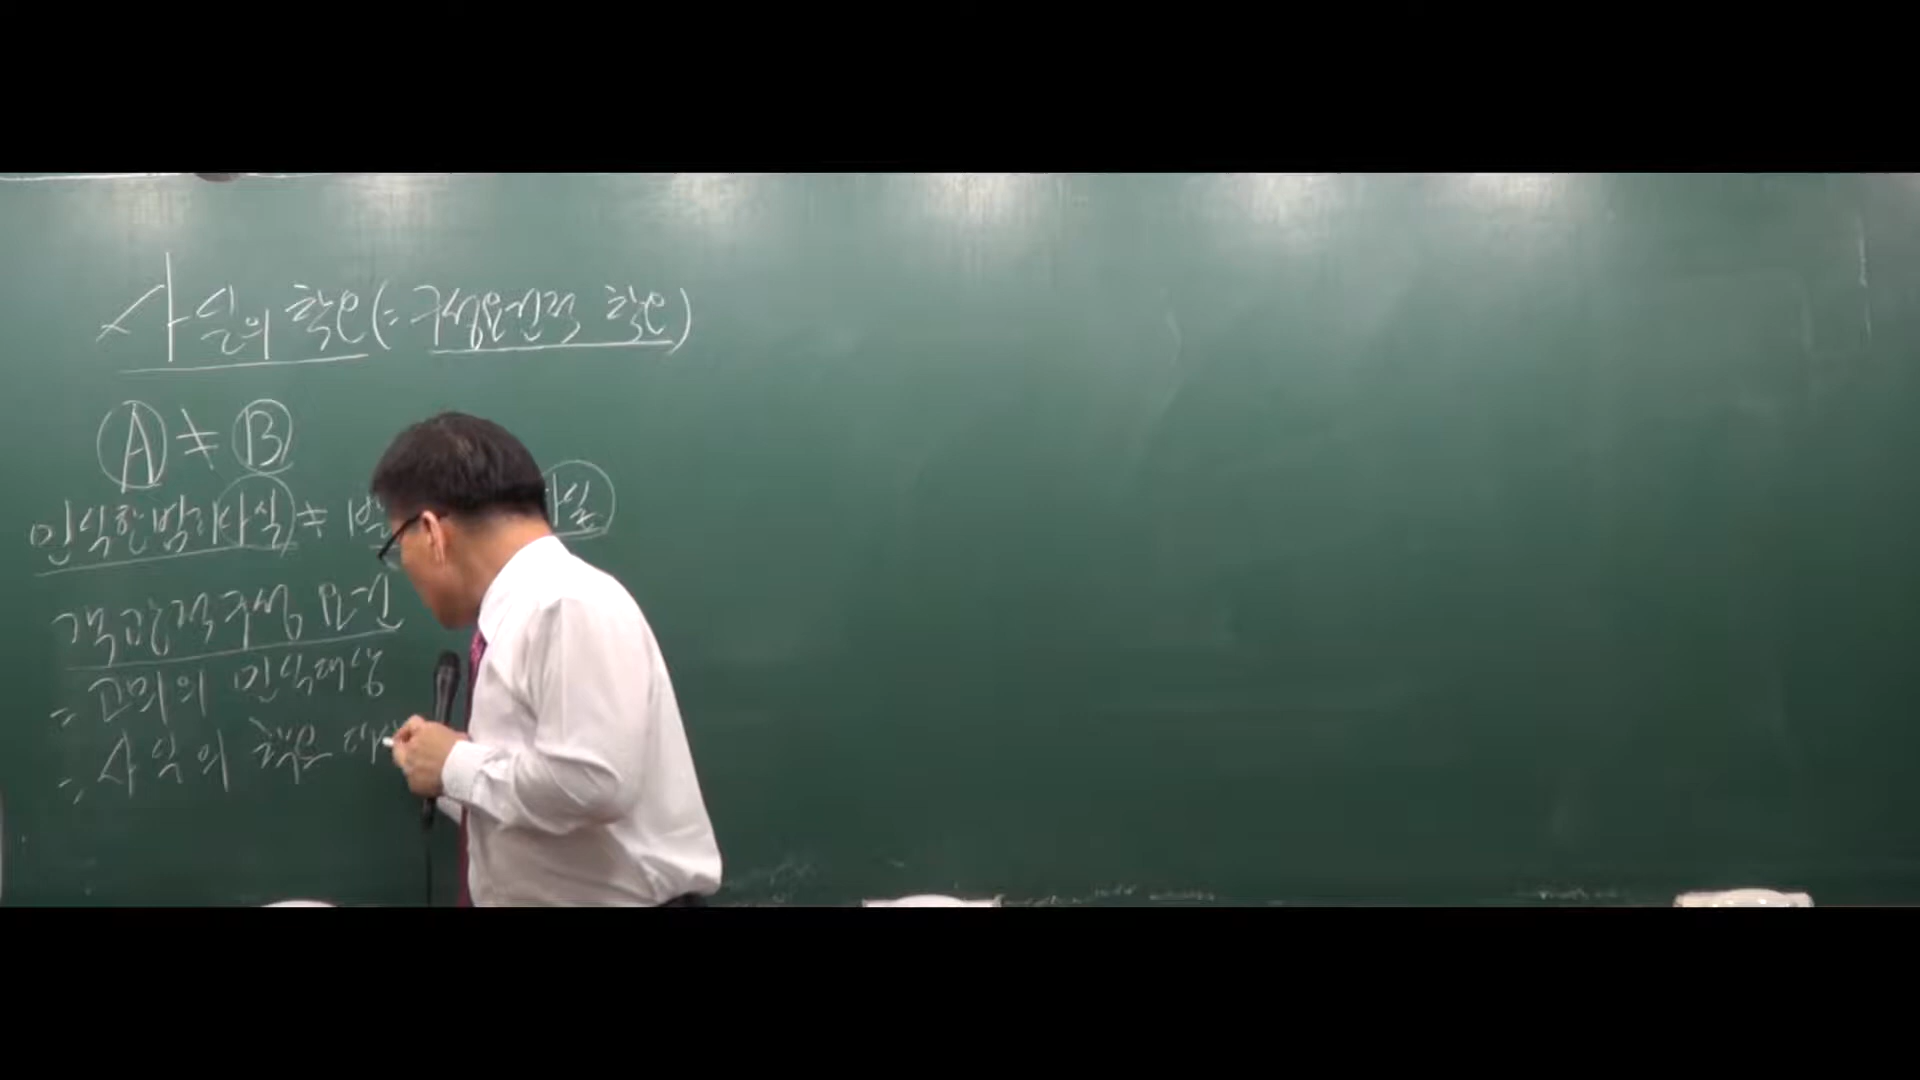 사실의 착오(= 구성요건적 착오)
A ≠ B
인식한 범죄사실 ≠ 발 사실
객관적 구성요건
= 고의의 인식대상
= 사실의 착오 대상